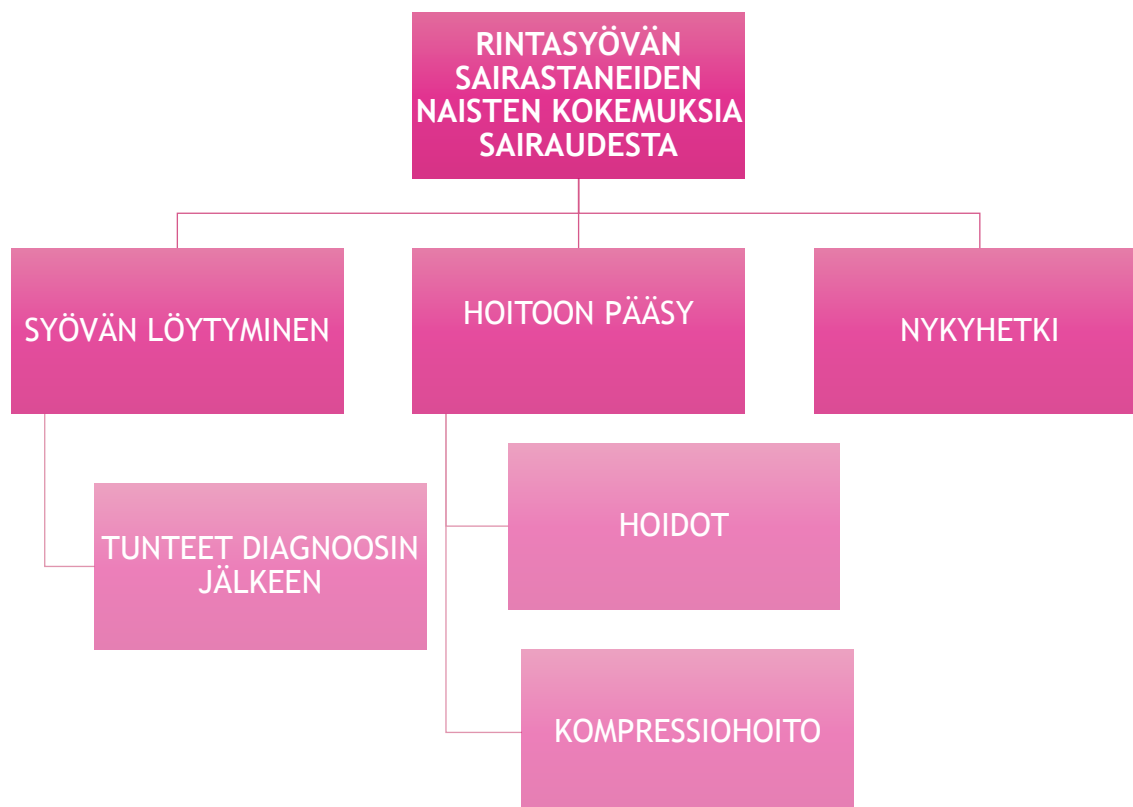 RINTASYÖVÄN
SAIRASTANEIDEN
NAISTEN KOKEMUKSIA
SAIRAUDESTA
SYÖVÄN LÖYTYMINEN
HOITOON PÄÄSY
NYKYHETKI
TUNTEET DIAGNOOSIN
JÄLKEEN
HOIDOT
KOMPRESSIOHOITO